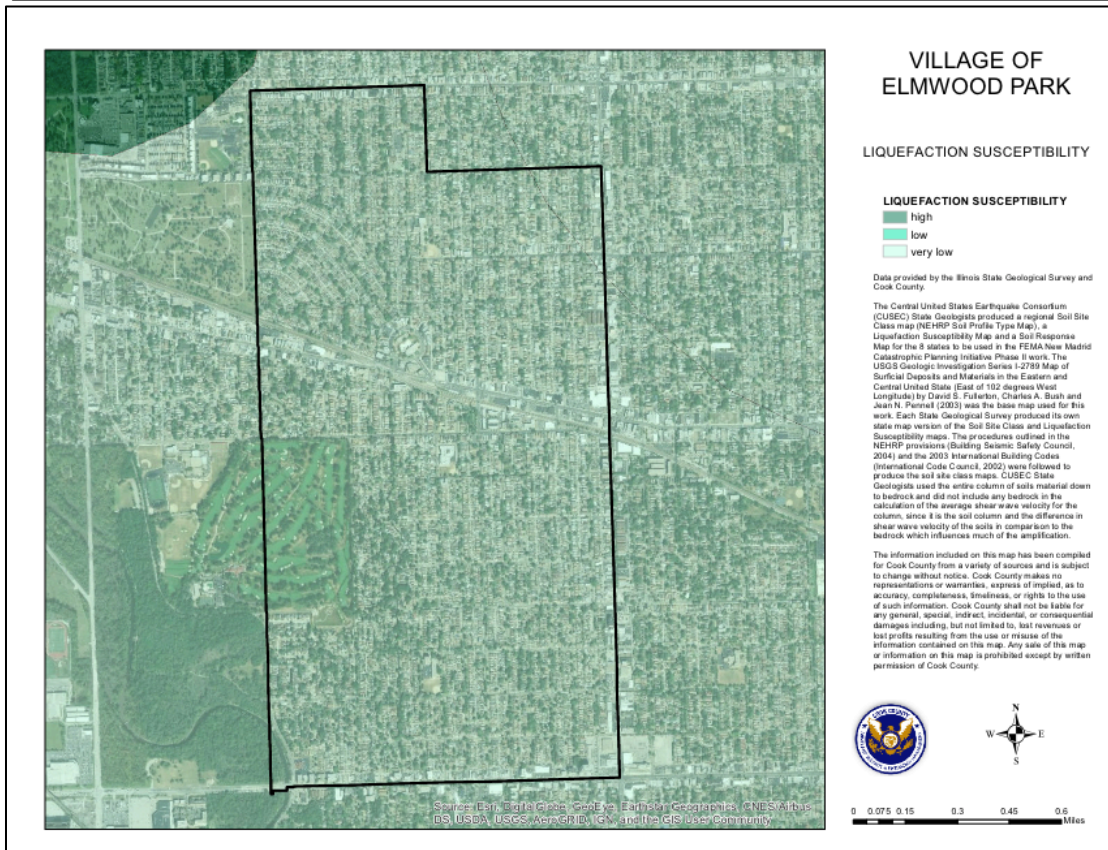 VILLAGE OF
ELMWOOD PARK
LIQUEFACTION SUSCEPTIBILITY
LIQUEFACTION SUSCEPTIBILITY
high
low
very low
Data provided by the Illinois State Geological Survey and
Cook County.
The Central United States Earthquake Consortium
(CUSEC) State Geologists produced a regional Soil Site
Class map (NEHRP Soil Profile Type Map), a
Liquefaction Susceptibility Map and a Soil Response
Map for the 8 states to be used in the FEMA New Madrid
Catastrophic Planning Initiative Phase II work. The
USGS Geologic Investigation Series I-2789 Map of
Surficial Deposits and Materials in the Eastern and
Central United State (East of 102 degrees West
Longitude) by David S. Fullerton, Charles A. Bush and
Jean N. Pennell (2003) was the base map used for this
work. Each State Geological Survey produced its own
state map version of the Soil Site Class and Liquefaction
Susceptibility maps. The procedures outlined in the
NEHRP provisions (Building Seismic Safety Council,
2004) and the 2003 International Building Codes
(International Code Council, 2002) were followed to
produce the soil site class maps. CUSEC State
Geologists used the entire column of soils material down
to bedrock and did not include any bedrock in the
calculation of the average shear wave velocity for the
column, since it is the soil column and the difference in
shear wave velocity of the soils in comparison to the
bedrock which influences much of the amplification.
The information included on this map has been compiled
for Cook County from a variety of sources and is subject
to change without notice. Cook County makes no
representations or warranties, express of implied, as to
accuracy, completeness, timeliness, or rights to the use
of such information. Cook County shall not be liable for
any general, special, indirect, incidental, or consequential
damages including, but not limited to, lost revenues or
lost profits resulting from the use or misuse of the
information contained on this map. Any sale of this map
or information on this map is prohibited except by written
permission of Cook County.
COOK COUNTY
N
W E
S
0 0.075 0.15 0.3 0.45 0.6
Miles
Source: Esri, DigitalGlobe, GeoEye, Earthstar Geographics, CNES/Airbus
DS, USDA, USGS, AeroGRID, IGN, and the GIS User Community